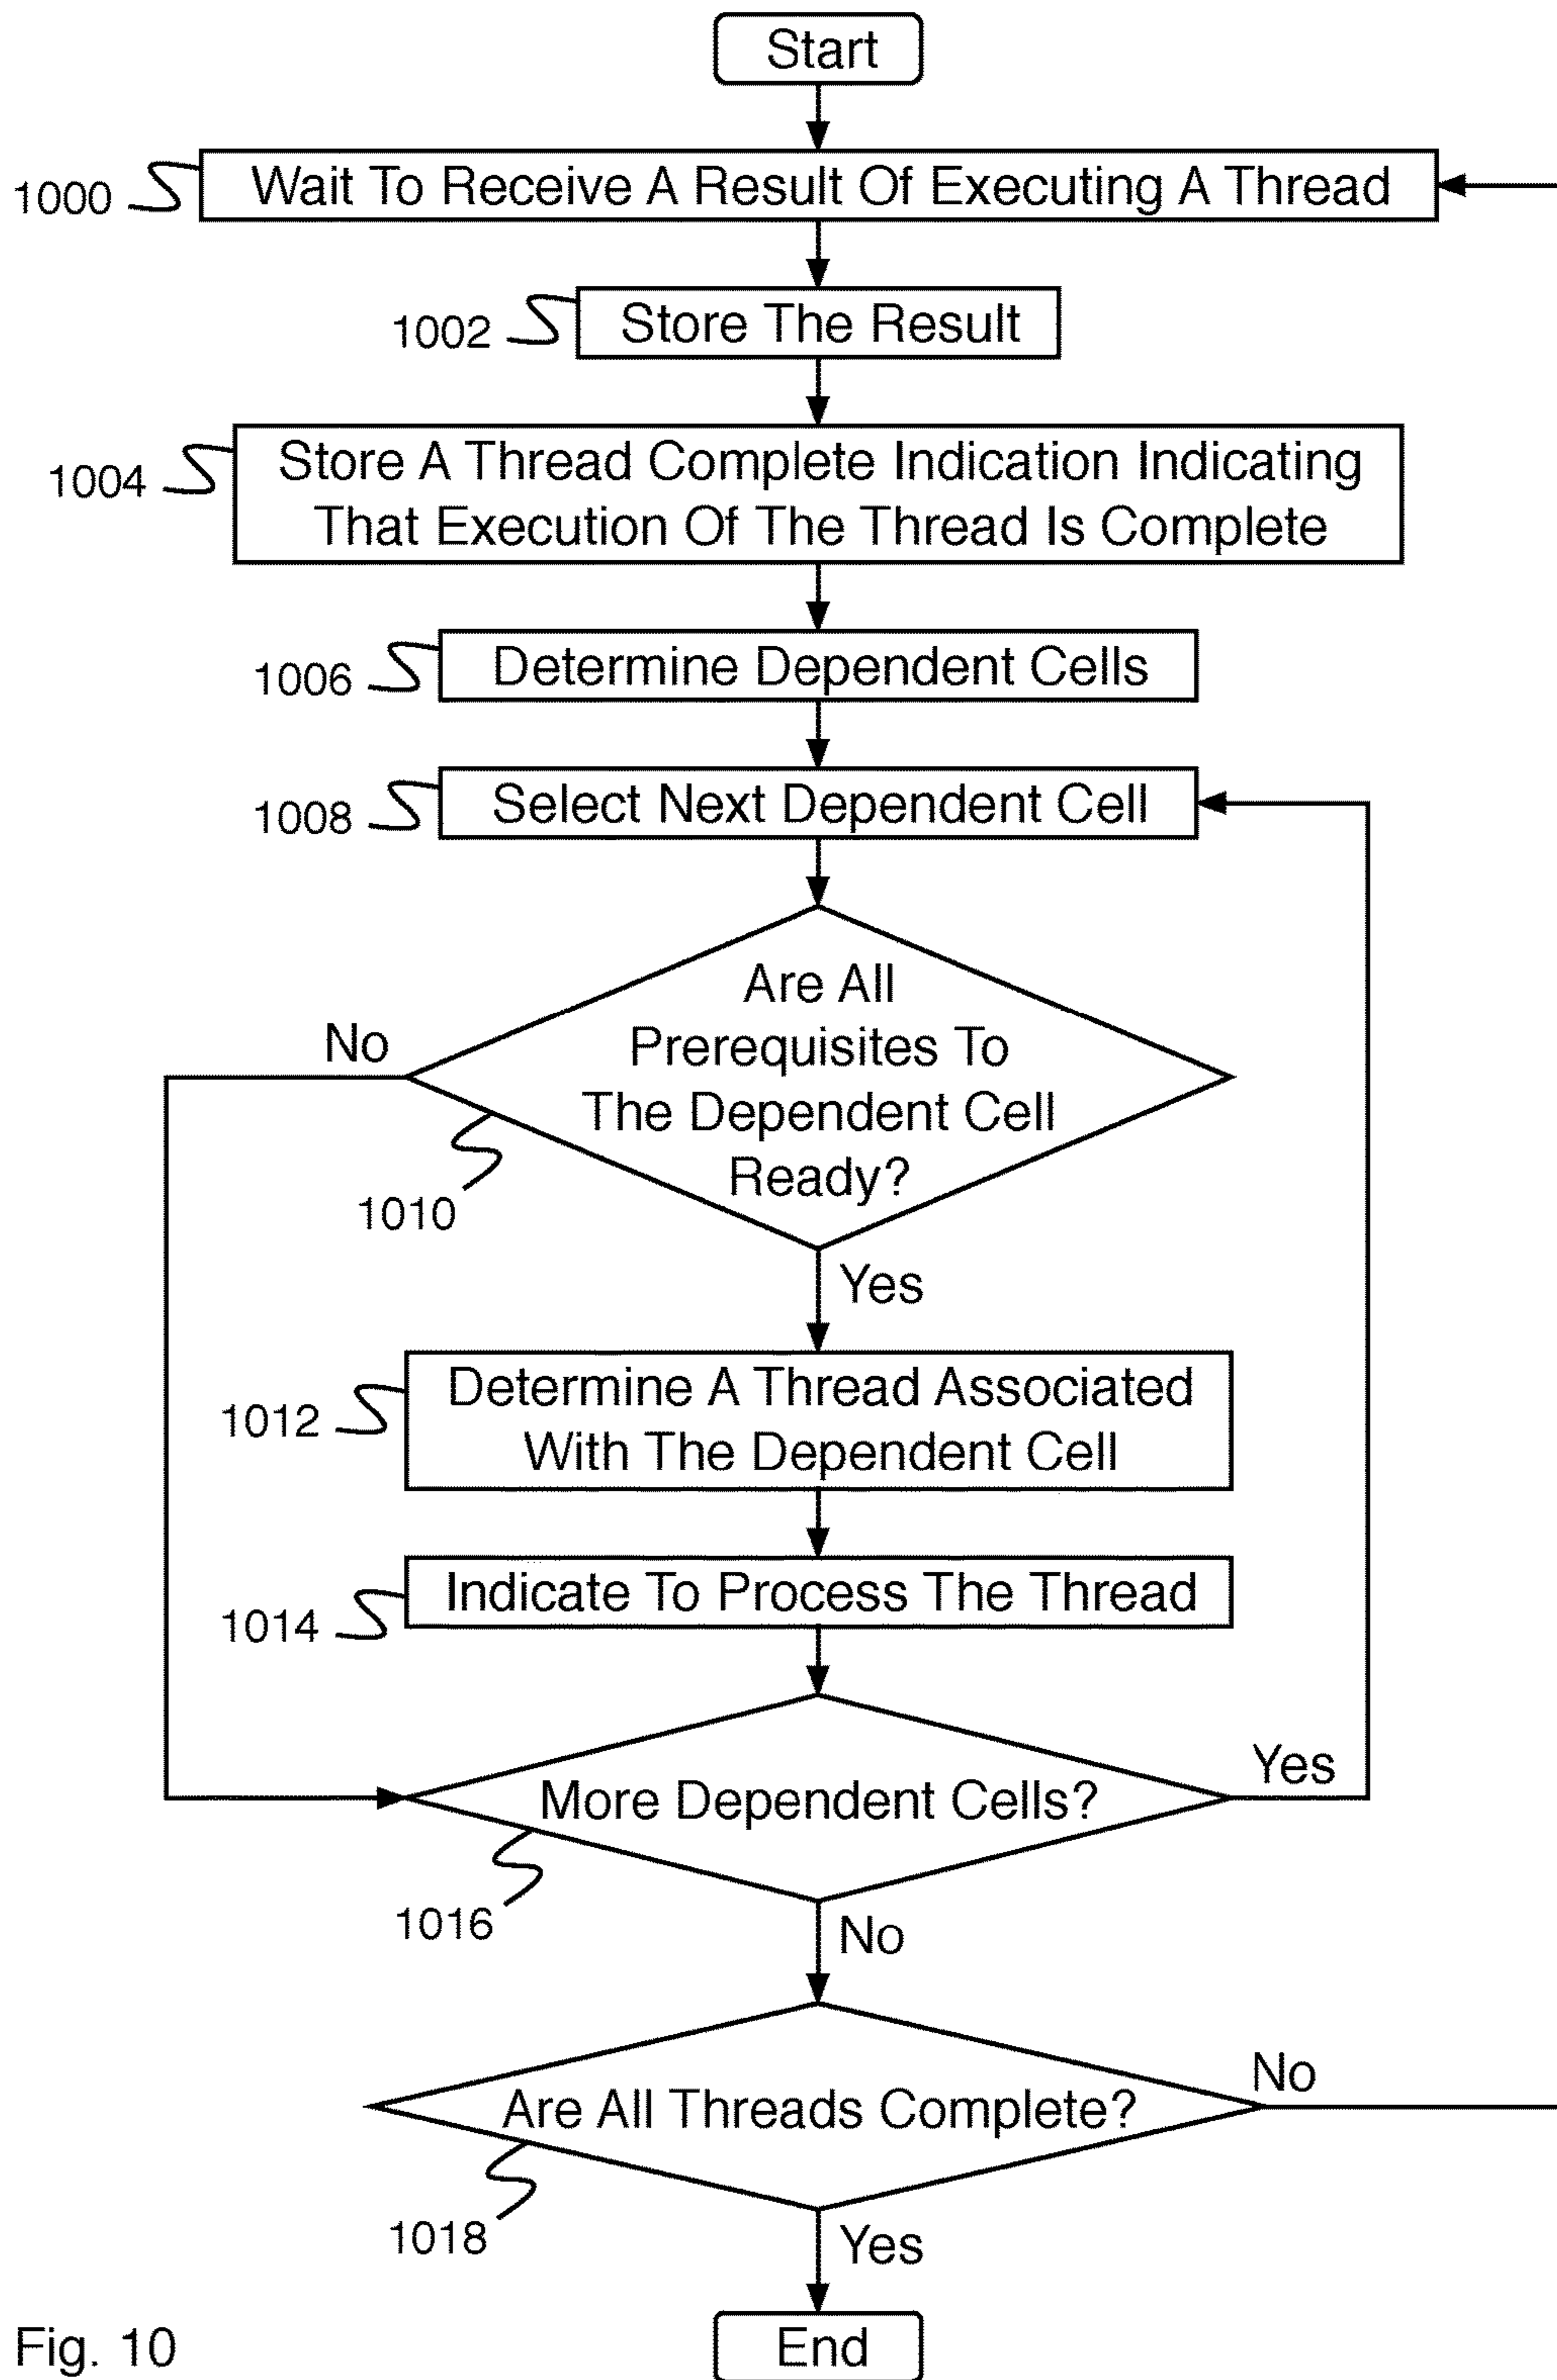 Start
1000
Wait To Receive A Result Of Executing A Thread
1002
Store The Result
1004
Store A Thread Complete Indication Indicating
That Execution Of The Thread Is Complete
1006
Determine Dependent Cells
1008
Select Next Dependent Cell
Are All
Prerequisites To
The Dependent Cell
Ready?
No
1010
Yes
1012
Determine A Thread Associated
With The Dependent Cell
1014
Indicate To Process The Thread
More Dependent Cells?
Yes
1016
No
Are All Threads Complete?
No
1018
Yes
End
Fig. 10